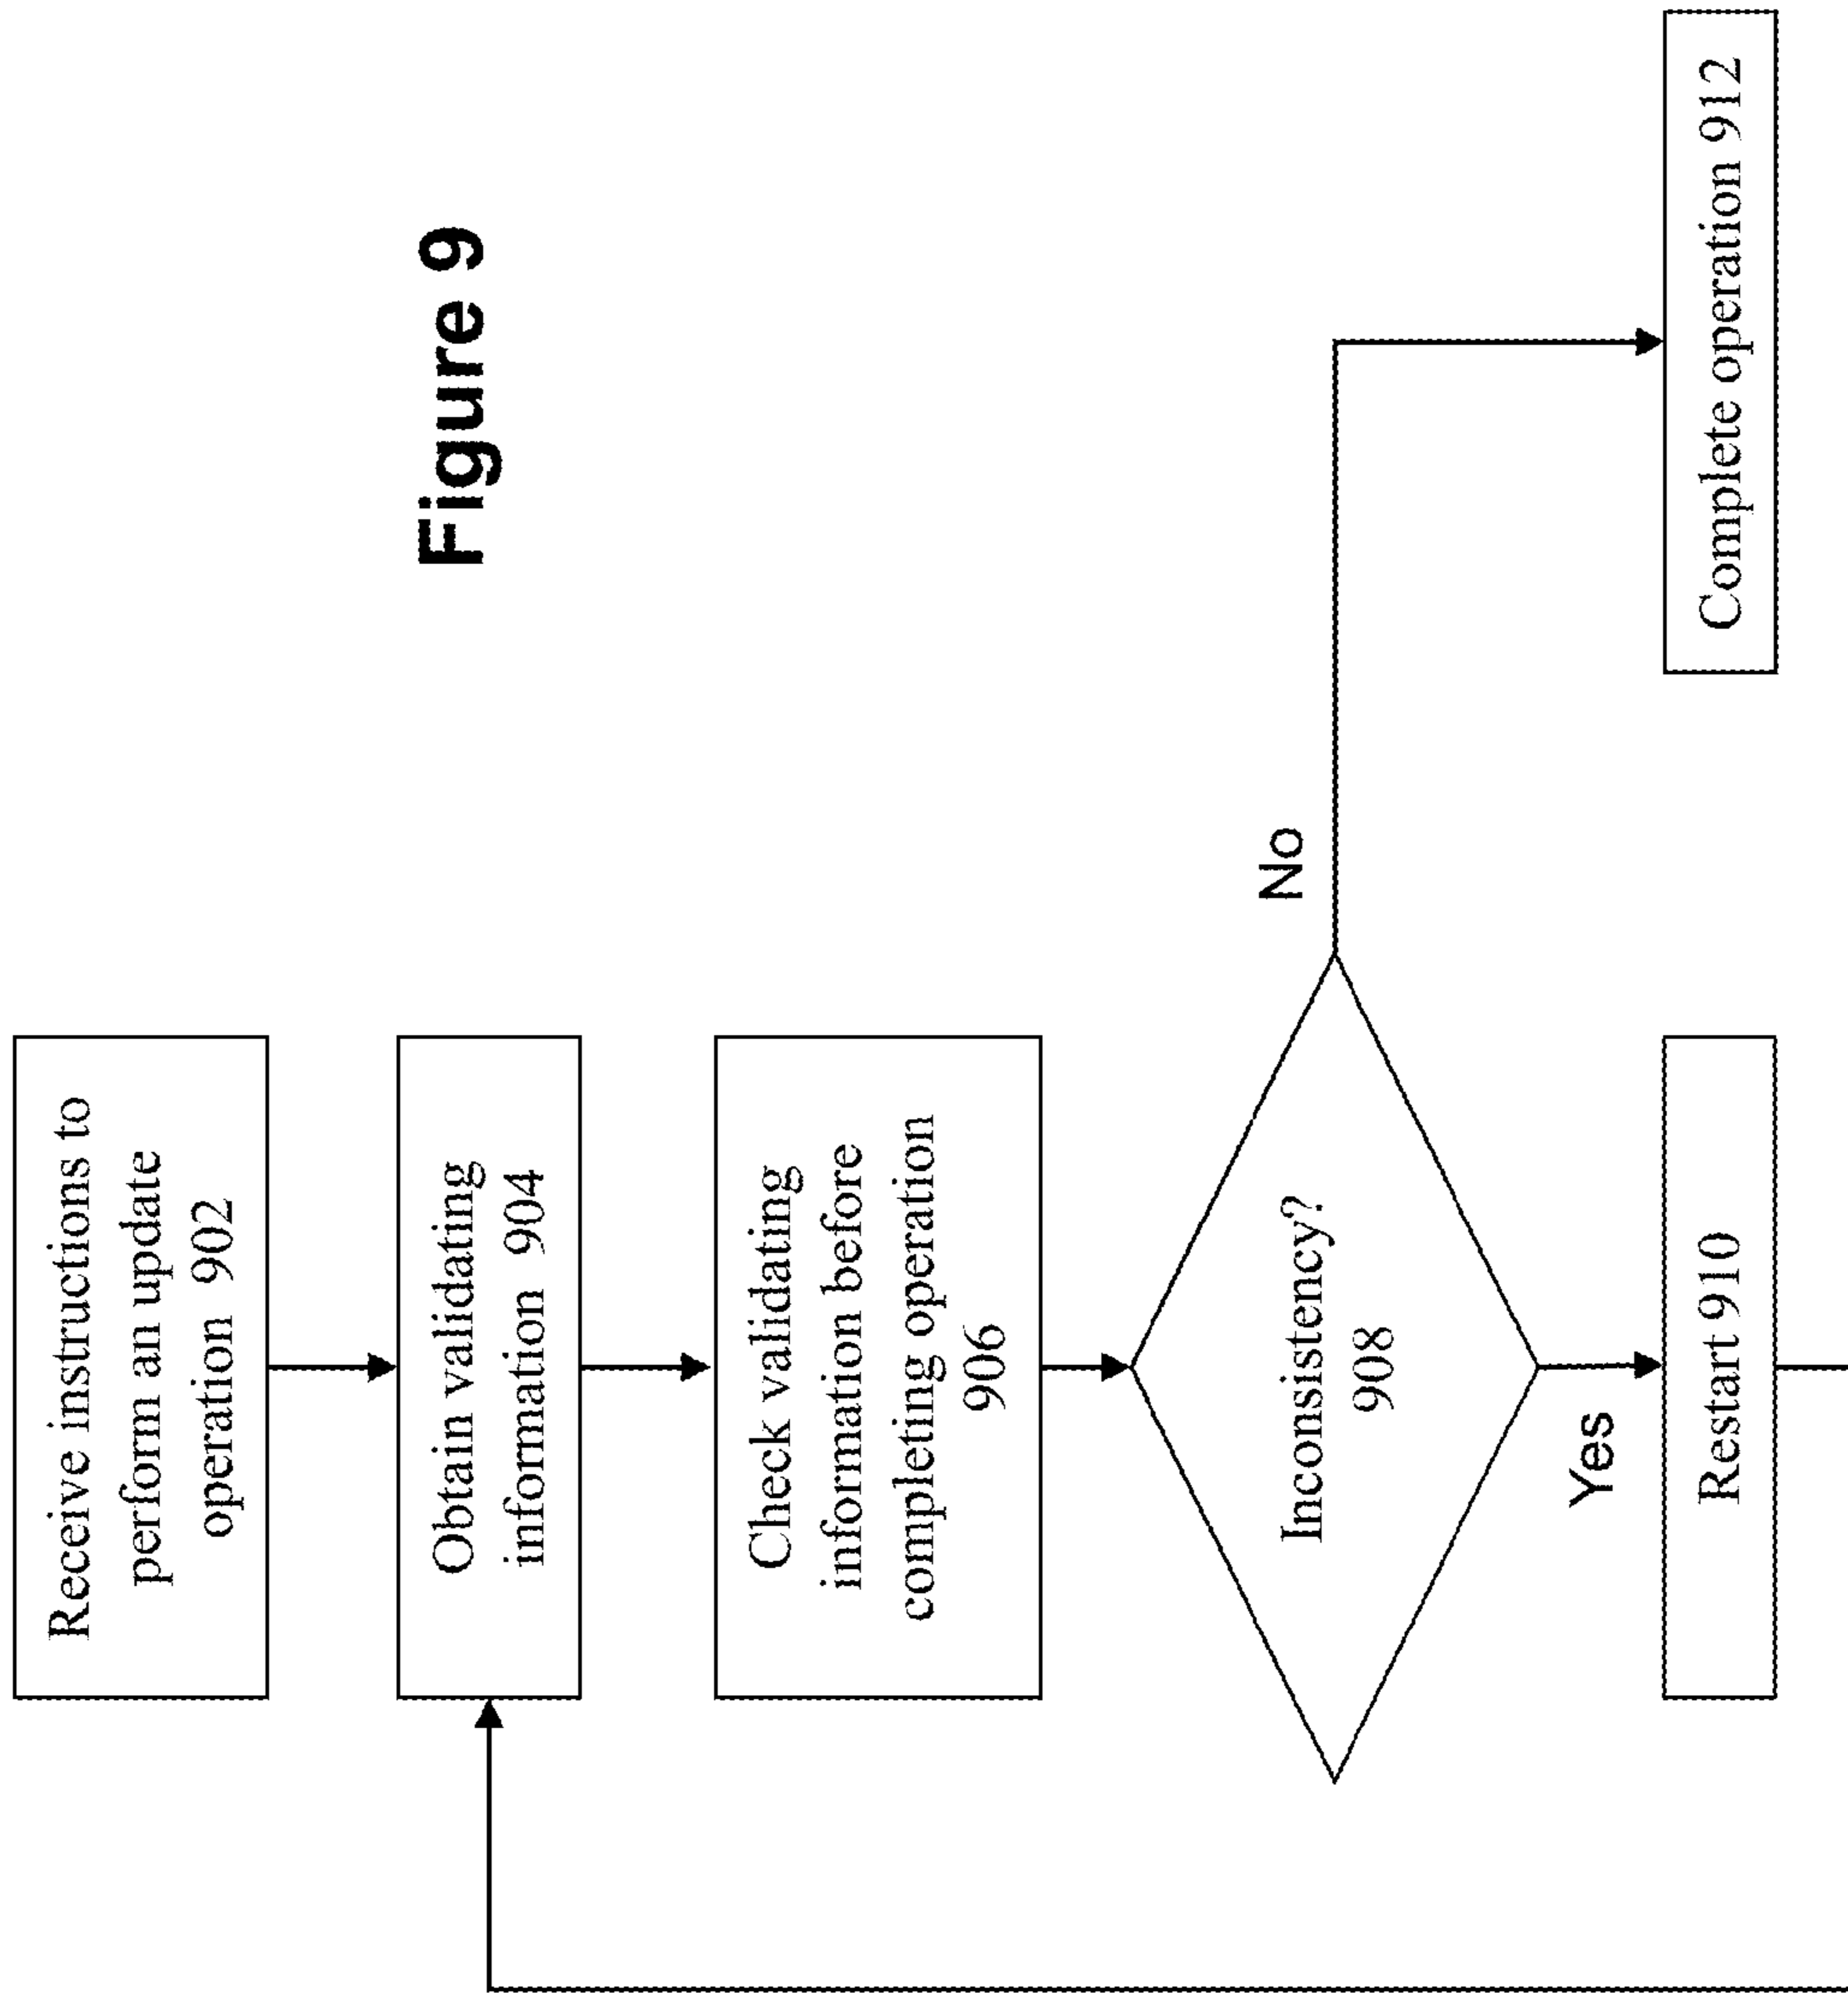 Receive instructions to
perform an update
operation 902
Obtain validating
information 904
Check validating
information before
completing operation
906
Inconsistency?
908
Yes
Restart 910
No
Complete operation 912
Figure 9